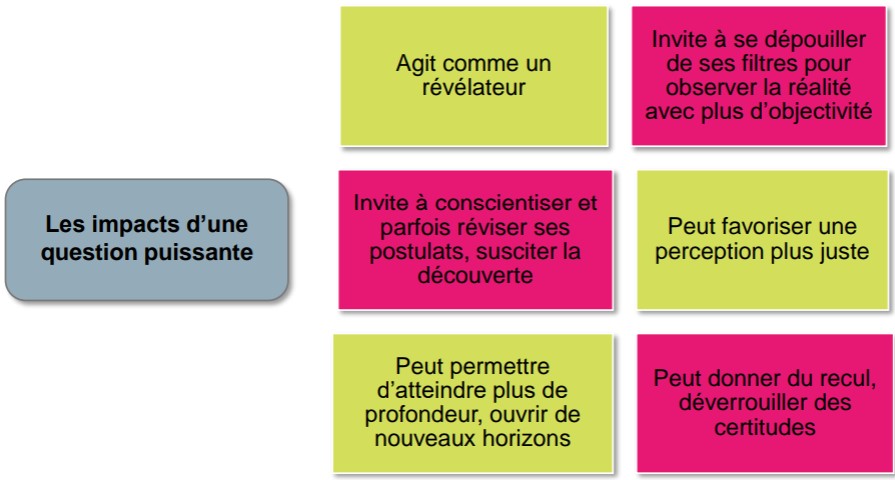 Les impacts d’une
question puissante
Agit comme un
révélateur
Invite à se dépouiller
de ses filtres pour
observer la réalité
avec plus d’objectivité
Invite à conscientiser et
parfois réviser ses
postulats, susciter la
découverte
Peut favoriser une
perception plus juste
Peut permettre
d’atteindre plus de
profondeur, ouvrir de
nouveaux horizons
Peut donner du recul,
déverrouiller des
certitudes